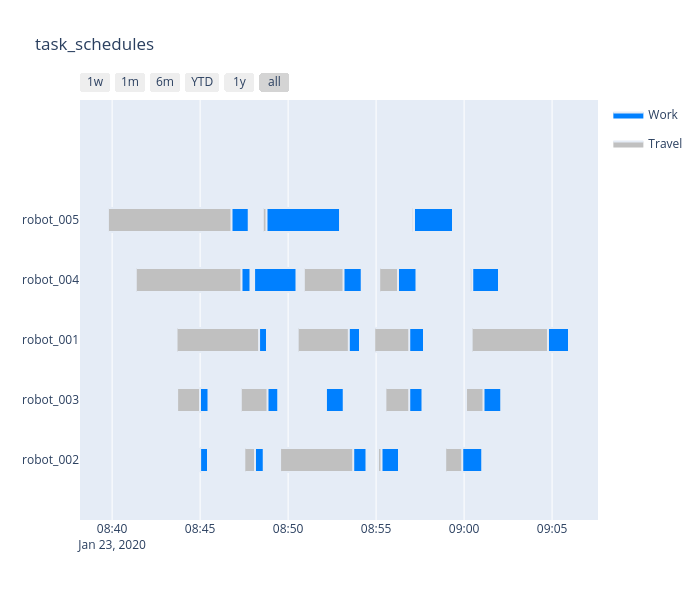 task_schedules
1w 1m 6m YTD 1y all
Work
Travel
robot_005
robot_004
robot_001
robot_003
robot_002
08:40 08:45 08:50 08:55 09:00 09:05
Jan 23, 2020